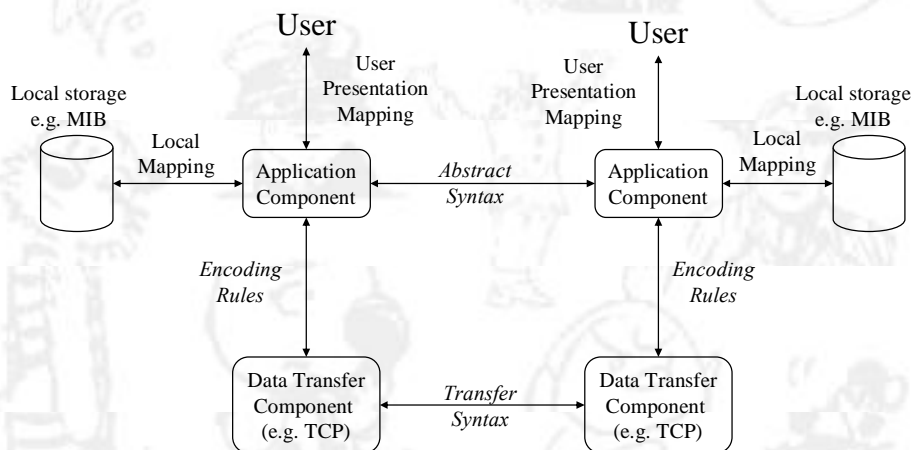 User
User
User
Presentation
Mapping
User
Presentation
Mapping
Local storage
e.g. MIB
Local storage
e.g. MIB
Local
Mapping
Application
Component
Abstract
Syntax
Application
Component
Local
Mapping
Encoding
Rules
Encoding
Rules
Data Transfer
Component
(e.g. TCP)
Transfer
Syntax
Data Transfer
Component
(e.g. TCP)